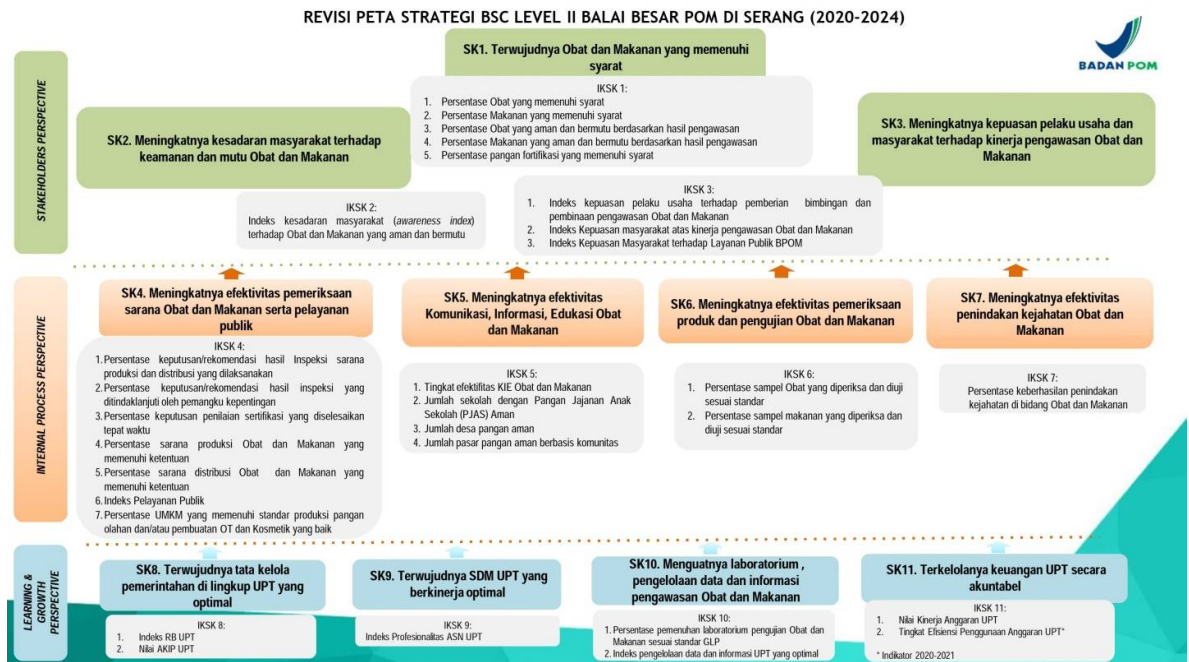 REVISI PETA STRATEGI BSC LEVEL II BALAI BESAR POM DI SERANG (2020-2024)
BADAN POM
STAKEHOLDERS PERSPECTIVE
SK1. Terwujudnya Obat dan Makanan yang memenuhi
syarat
IKSK 1:
1. Persentase Obat yang memenuhi syarat
2. Persentase Makanan yang memenuhi syarat
3. Persentase Obat yang aman dan bermutu berdasarkan hasil pengawasan
4. Persentase Makanan yang aman dan bermutu berdasarkan hasil pengawasan
5. Persentase pangan fortifikasi yang memenuhi syarat
SK2. Meningkatnya kesadaran masyarakat terhadap
keamanan dan mutu Obat dan Makanan
IKSK 2:
Indeks kesadaran masyarakat (awareness index)
terhadap Obat dan Makanan yang aman dan bermutu
SK3. Meningkatnya kepuasan pelaku usaha dan
masyarakat terhadap kinerja pengawasan Obat dan
Makanan
IKSK 3:
1. Indeks kepuasan pelaku usaha terhadap pemberian bimbingan dan
pembinaan pengawasan Obat dan Makanan
2. Indeks Kepuasan masyarakat atas kinerja pengawasan Obat dan Makanan
3. Indeks Kepuasan Masyarakat terhadap Layanan Publik BPOM
INTERNAL PROCESS PERSPECTIVE
SK4. Meningkatnya efektivitas pemeriksaan
sarana Obat dan Makanan serta pelayanan
publik
IKSK 4:
1. Persentase keputusan/rekomendasi hasil Inspeksi sarana
produksi dan distribusi yang dilaksanakan
2. Persentase keputusan/rekomendasi hasil inspeksi yang
ditindaklanjuti oleh pemangku kepentingan
3. Persentase keputusan penilaian sertifikasi yang diselesaikan
tepat waktu
4. Persentase sarana produksi Obat dan Makanan yang
memenuhi ketentuan
5. Persentase sarana distribusi Obat dan Makanan yang
memenuhi ketentuan
6. Indeks Pelayanan Publik
7. Persentase UMKM yang memenuhi standar produksi pangan
olahan dan/atau pembuatan OT dan Kosmetik yang baik
SK5. Meningkatnya efektivitas
Komunikasi, Informasi, Edukasi Obat
dan Makanan
IKSK 5:
1. Tingkat efektifitas KIE Obat dan Makanan
2. Jumlah sekolah dengan Pangan Jajanan Anak
Sekolah (PJAS) Aman
3. Jumlah desa pangan aman
4. Jumlah pasar pangan aman berbasis komunitas
SK6. Meningkatnya efektivitas pemeriksaan
produk dan pengujian Obat dan Makanan
IKSK 6:
1. Persentase sampel Obat yang diperiksa dan diuji
sesuai standar
2. Persentase sampel makanan yang diperiksa dan
diuji sesuai standar
SK7. Meningkatnya efektivitas
penindakan kejahatan Obat dan
Makanan
IKSK 7:
Persentase keberhasilan penindakan
kejahatan di bidang Obat dan Makanan
LEARNING &
GROWTH
PERSPECTIVE
SK8. Terwujudnya tata kelola
pemerintahan di lingkup UPT yang
optimal
IKSK 8:
1. Indeks RB UPT
2. Nilai AKIP UPT
SK9. Terwujudnya SDM UPT yang
berkinerja optimal
IKSK 9:
Indeks Profesionalitas ASN UPT
SK10. Menguatnya laboratorium ,
pengelolaan data dan informasi
pengawasan Obat dan Makanan
IKSK 10:
1. Persentase pemenuhan laboratorium pengujian Obat dan
Makanan sesuai standar GLP
2. Indeks pengelolaan data dan informasi UPT yang optimal
SK11. Terkelolanya keuangan UPT secara
akuntabel
IKSK 11:
1. Nilai Kinerja Anggaran UPT
2. Tingkat Efisiensi Penggunaan Anggaran UPT*
* Indikator 2020-2021